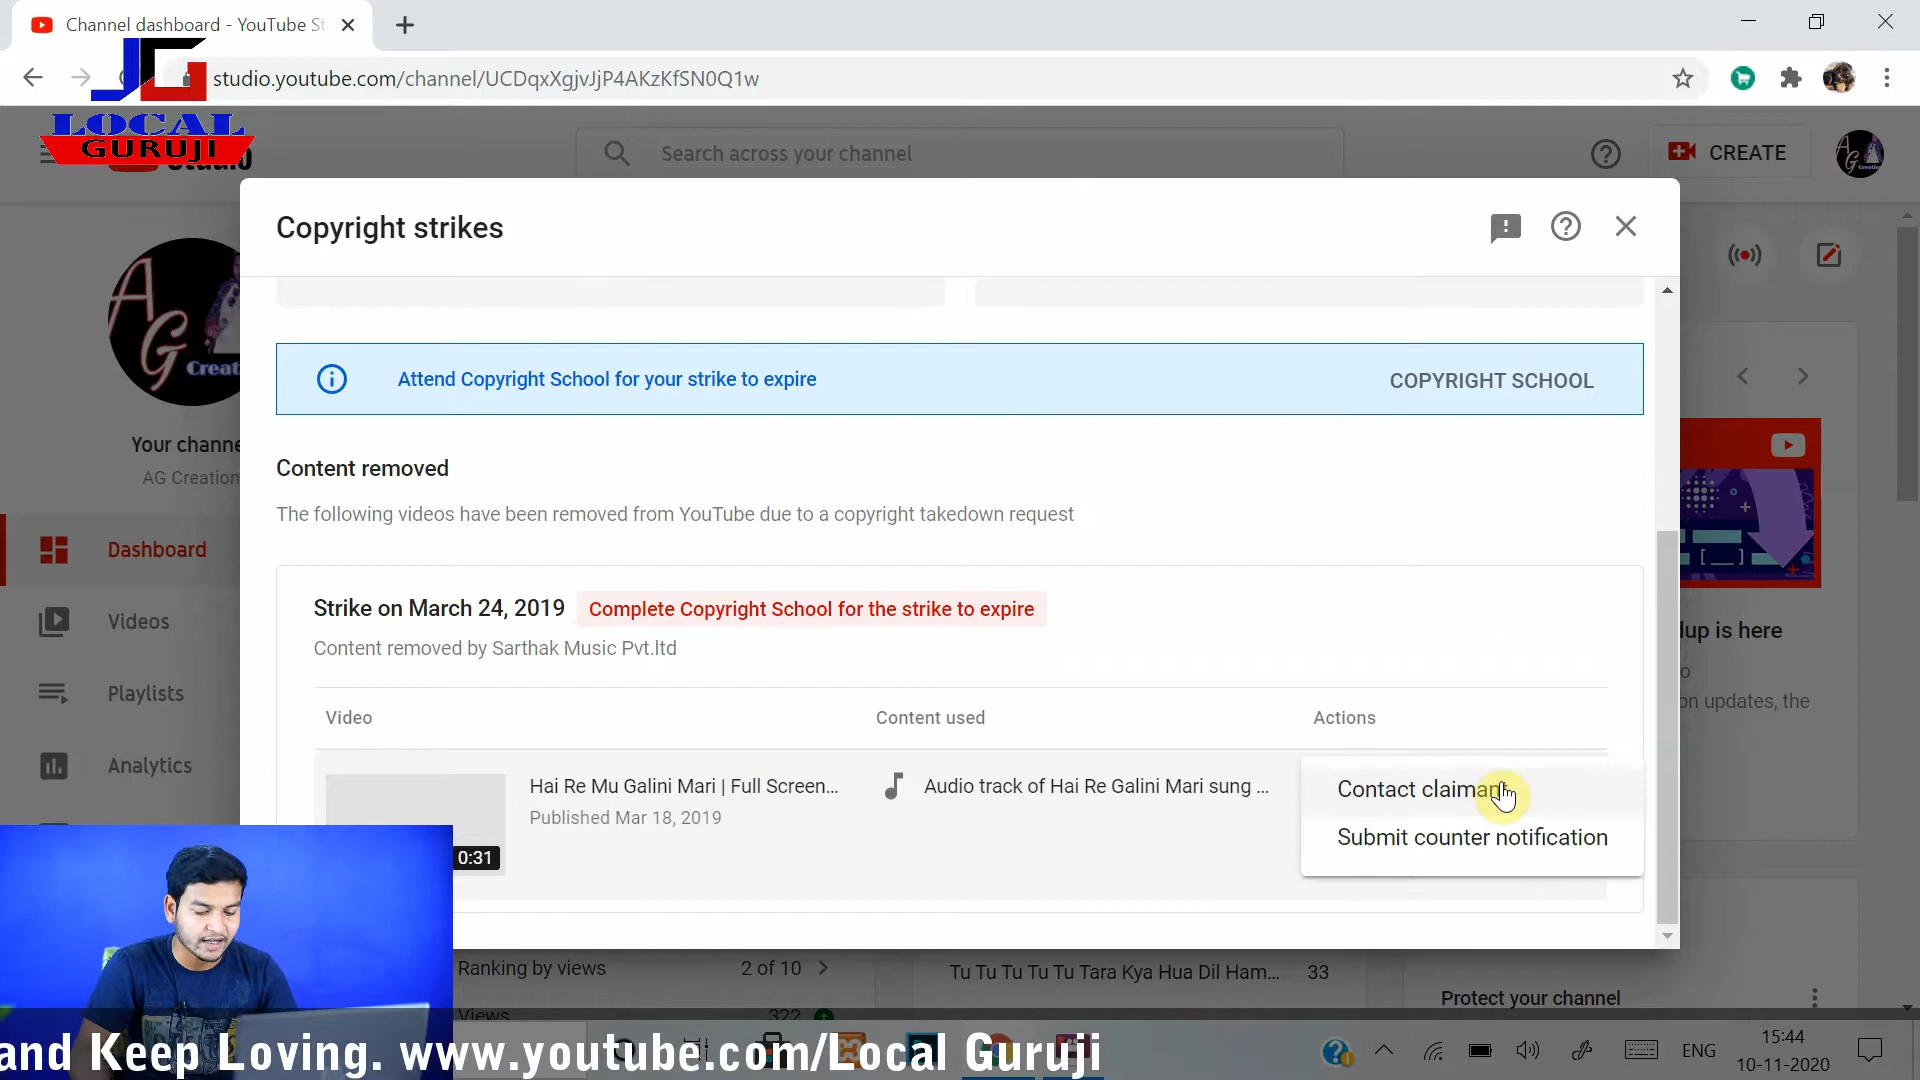 Channel dashboard - YouTube St
studio.youtube.com/channel/UCDqxXgjvJjP4AKzKfSN0Q1w
JG
LOCAL
GURUJI
Studio
Search across your channel
CREATE
Copyright strikes
AG
Creat
Attend Copyright School for your strike to expire
COPYRIGHT SCHOOL
Your channe
AG Creation
Content removed
The following videos have been removed from YouTube due to a copyright takedown request
Dashboard
Videos
Playlists
Analytics
Strike on March 24, 2019
Complete Copyright School for the strike to expire
Content removed by Sarthak Music Pvt.ltd
lup is here
o
on updates, the
Video
Content used
Actions
Hai Re Mu Galini Mari | Full Screen...
Published Mar 18, 2019
0:31
Audio track of Hai Re Galini Mari sung ...
Contact claimant
Submit counter notification
Ranking by views
2 of 10
Tu Tu Tu Tu Tu Tara Kya Hua Dil Ham...
33
Protect your channel
Views
322
and Keep Loving. www.youtube.com/Local Guruji
ENG
15:44
10-11-2020